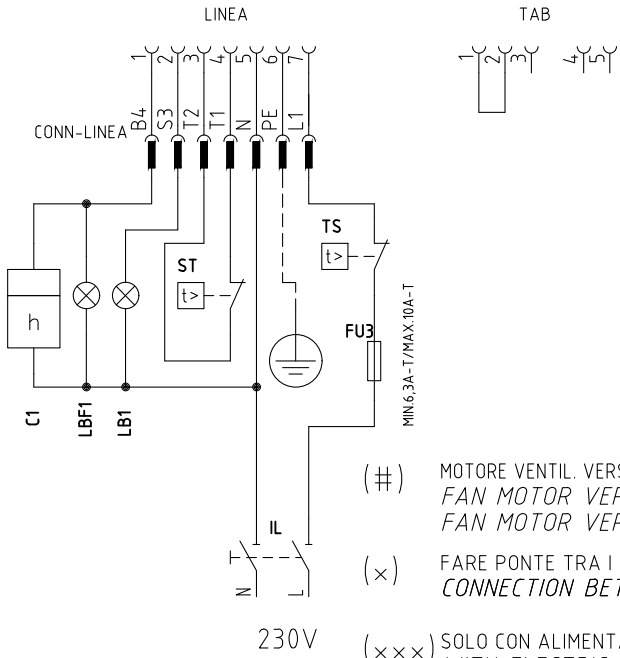 LINEA
TAB
1 2 3 4 5 6 7
1 2 3 4 5
CONN-LINEA
B4 S3 T2 T1 N PE L1
TS
t>
ST
t>
h
FU3
MIN.6,3A-T/MAX.10A-T
C1
LBF1
LB1
(#) MOTORE VENTIL.
FAN MOTOR
FAN MOTOR
IL
(×) FARE PONTE TRA I
CONNECTION
N L
230V
(×××) SOLO CON